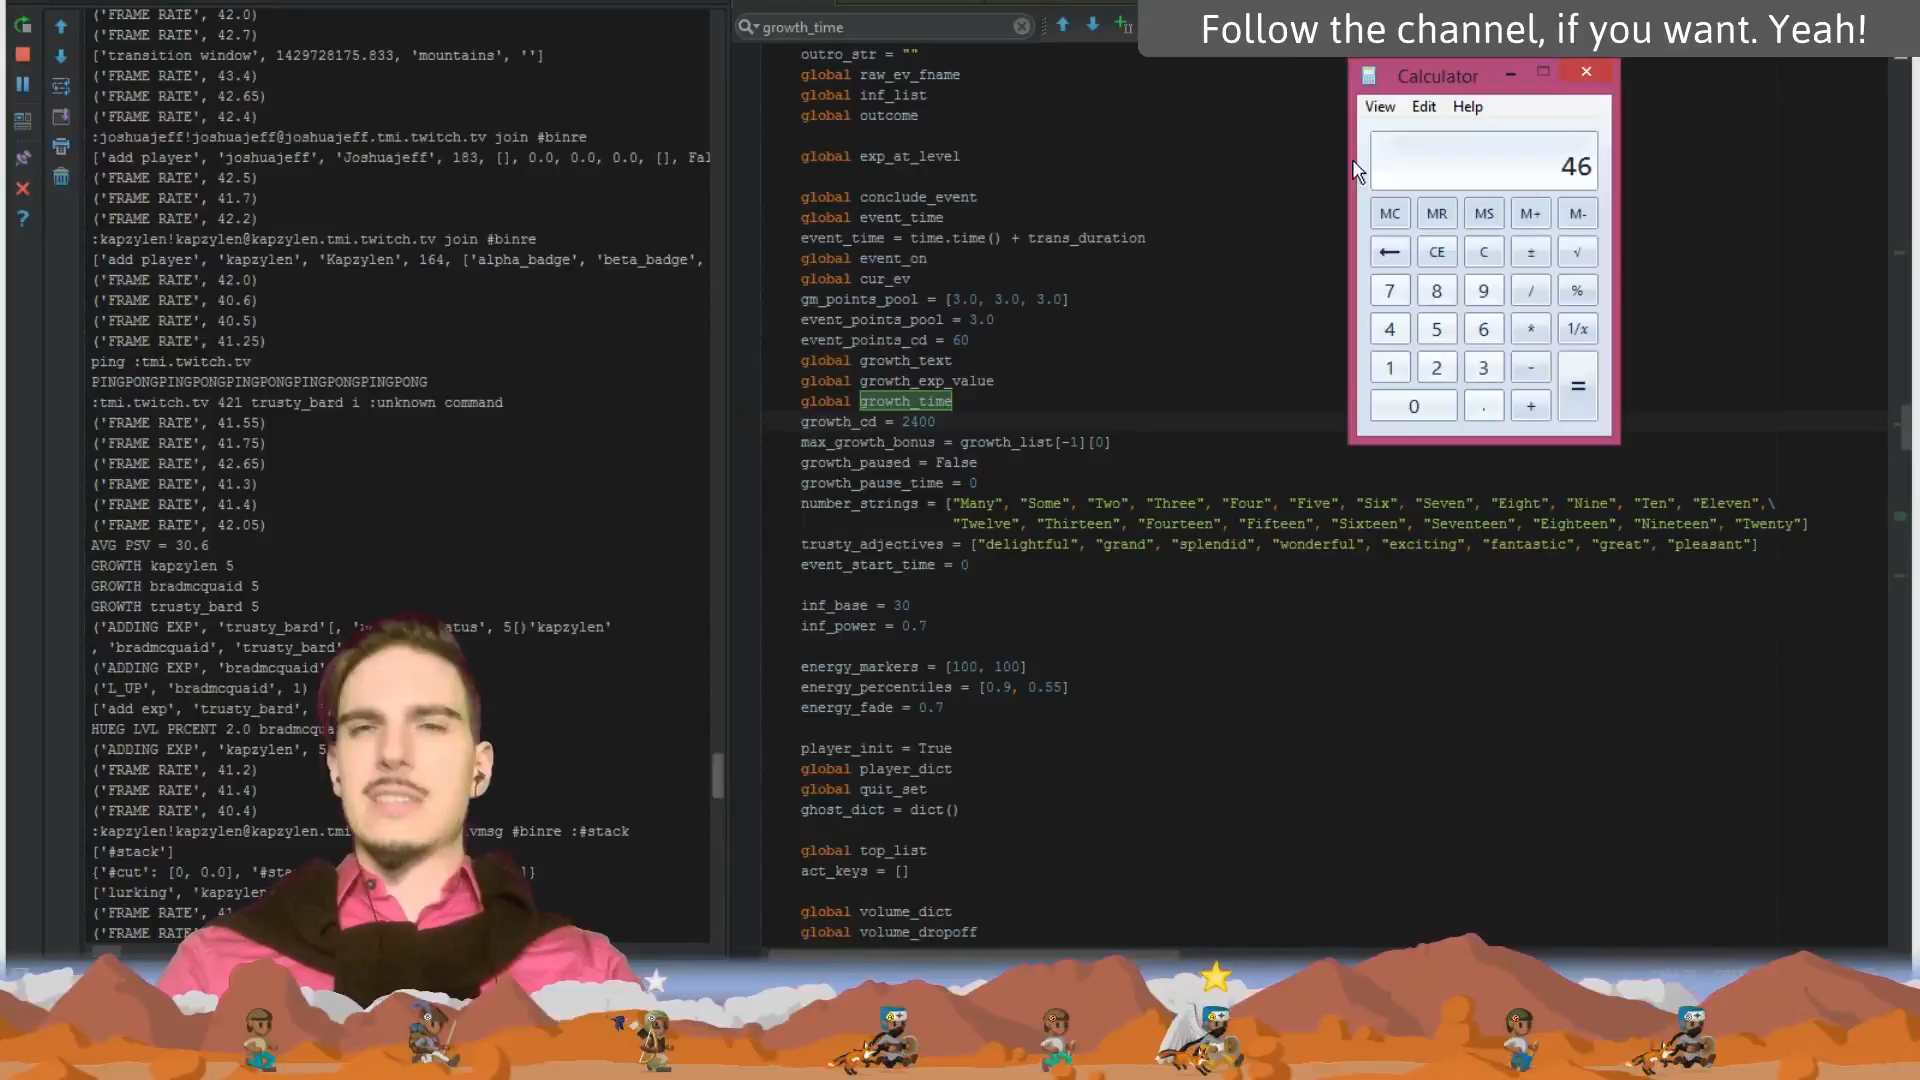 ('FRAME RATE', 42.0)
('FRAME RATE', 42.7)
['transition window', 1429728175.833, 'mountains', '']
('FRAME RATE', 43.4)
('FRAME RATE', 42.65)
('FRAME RATE', 42.4)
:joshuajeff!joshuajeff@joshuajeff.tmi.twitch.tv join #binre
['add player', 'joshuajeff', 'Joshuajeff', 183, [], 0.0, 0.0, 0.0, [], Fal
('FRAME RATE', 42.5)
('FRAME RATE', 41.7)
('FRAME RATE', 42.2)
:kapzylen!kapzylen@kapzylen.tmi.twitch.tv join #binre
['add player', 'kapzylen', 'Kapzylen', 164, ['alpha_badge', 'beta_badge',
('FRAME RATE', 42.0)
('FRAME RATE', 40.6)
('FRAME RATE', 40.5)
('FRAME RATE', 41.25)
ping :tmi.twitch.tv
PINGPONGPINGPONGPINGPONGPINGPONGPINGPONG
:tmi.twitch.tv 421 trusty_bard i :unknown command
('FRAME RATE', 41.55)
('FRAME RATE', 41.75)
('FRAME RATE', 42.65)
('FRAME RATE', 41.3)
('FRAME RATE', 41.4)
('FRAME RATE', 42.05)
AVG PSV = 30.6
GROWTH kapzylen 5
GROWTH bradmcquaid 5
GROWTH trusty_bard 5
('ADDING EXP', 'trusty_bard'[, atus', 5[)'kapzylen'
, 'bradmcquaid', 'trusty_bard'
('ADDING EXP', 'bradmcquaid'
('L_UP', 'bradmcquaid', 1)
['add exp', 'trusty_bard',
HUEG LVL PRCENT 2.0 bradmcqua
('ADDING EXP', 'kapzylen', 5
('FRAME RATE', 41.2)
('FRAME RATE', 41.4)
('FRAME RATE', 40.4)
:kapzylen!kapzylen@kapzylen.tmi vmsg #binre :#stack
['#stack']
{'#cut': [0, 0.0], '#sta ]}
['lurking', 'kapzylen
('FRAME RATE', 41
('FRAME RATE',
growth_time
outro_str = ""
global raw_ev_fname
global inf_list
global outcome
global exp_at_level
global conclude_event
global event_time
event_time = time.time() + trans_duration
global event_on
global cur_ev
gm_points_pool = [3.0, 3.0, 3.0]
event_points_pool = 3.0
event_points_cd = 60
global growth_text
global growth_exp_value
global growth_time
growth_cd = 2400
max_growth_bonus = growth_list[-1][0]
growth_paused = False
growth_pause_time = 0
number_strings = ["Many", "Some", "Two", "Three", "Four", "Five", "Six", "Seven", "Eight", "Nine", "Ten", "Eleven",\
"Twelve", "Thirteen", "Fourteen", "Fifteen", "Sixteen", "Seventeen", "Eighteen", "Nineteen", "Twenty"]
trusty_adjectives = ["delightful", "grand", "splendid", "wonderful", "exciting", "fantastic", "great", "pleasant"]
event_start_time = 0
inf_base = 30
inf_power = 0.7
energy_markers = [100, 100]
energy_percentiles = [0.9, 0.55]
energy_fade = 0.7
player_init = True
global player_dict
global quit_set
ghost_dict = dict()
global top_list
act_keys = []
global volume_dict
global volume_dropoff
Follow the channel, if you want. Yeah!
Calculator
View Edit Help
46
MC MR MS M+ M-
← CE C ± √
7 8 9 / %
4 5 6 * 1/x
1 2 3 - =
0 . +